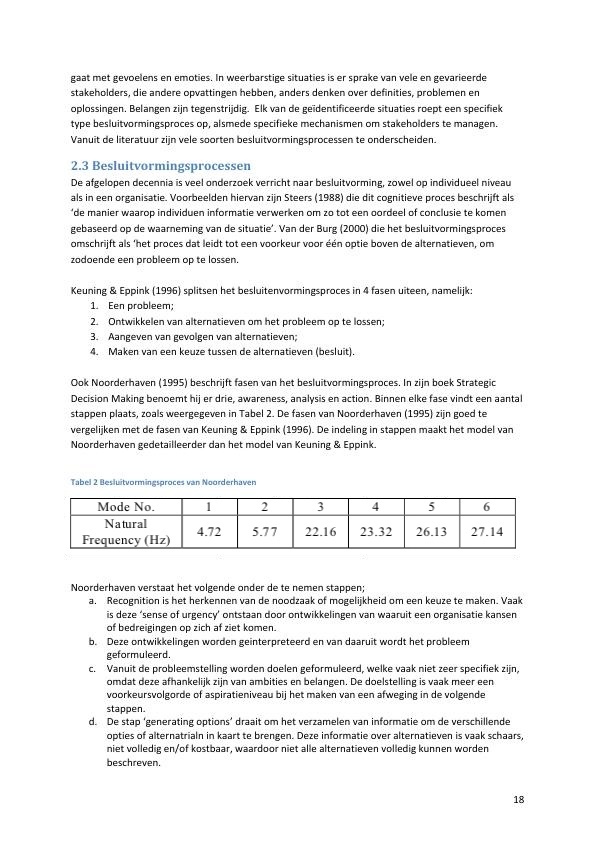 gaat met gevoelens en emoties. In weerbarstige situaties is er sprake van vele en gevarieerde
stakeholders, die andere opvattingen hebben, anders denken over definities, problemen en
oplossingen. Belangen zijn tegenstrijdig.  Elk van de geïdentificeerde situaties roept een specifiek
type besluitvormingsproces op, alsmede specifieke mechanismen om stakeholders te managen.
Vanuit de literatuur zijn vele soorten besluitvormingsprocessen te onderscheiden.
2.3 Besluitvormingsprocessen
De afgelopen decennia is veel onderzoek verricht naar besluitvorming, zowel op individueel niveau
als in een organisatie. Voorbeelden hiervan zijn Steers (1988) die dit cognitieve proces beschrijft als
‘de manier waarop individuen informatie verwerken om zo tot een oordeel of conclusie te komen
gebaseerd op de waarneming van de situatie’. Van der Burg (2000) die het besluitvormingsproces
omschrijft als ‘het proces dat leidt tot een voorkeur voor één optie boven de alternatieven, om
zodoende een probleem op te lossen.
Keuning & Eppink (1996) splitsen het besluitenvormingsproces in 4 fasen uiteen, namelijk:
1. Een probleem;
2. Ontwikkelen van alternatieven om het probleem op te lossen;
3. Aangeven van gevolgen van alternatieven;
4. Maken van een keuze tussen de alternatieven (besluit).
Ook Noorderhaven (1995) beschrijft fasen van het besluitvormingsproces. In zijn boek Strategic
Decision Making benoemt hij er drie, awareness, analysis en action. Binnen elke fase vindt een aantal
stappen plaats, zoals weergegeven in Tabel 2. De fasen van Noorderhaven (1995) zijn goed te
vergelijken met de fasen van Keuning & Eppink (1996). De indeling in stappen maakt het model van
Noorderhaven gedetailleerder dan het model van Keuning & Eppink.
Tabel 2 Besluitvormingsproces van Noorderhaven
Mode No. 1 2 3 4 5 6
Natural
Frequency (Hz) 4.72 5.77 22.16 23.32 26.13 27.14
Noorderhaven verstaat het volgende onder de te nemen stappen;
a. Recognition is het herkennen van de noodzaak of mogelijkheid om een keuze te maken. Vaak
is deze ‘sense of urgency’ ontstaan door ontwikkelingen van waaruit een organisatie kansen
of bedreigingen op zich af ziet komen.
b. Deze ontwikkelingen worden geinterpreteerd en van daaruit wordt het probleem
geformuleerd.
c. Vanuit de probleemstelling worden doelen geformuleerd, welke vaak niet zeer specifiek zijn,
omdat deze afhankelijk zijn van ambities en belangen. De doelstelling is vaak meer een
voorkeursvolgorde of aspiratieniveau bij het maken van een afweging in de volgende
stappen.
d. De stap ‘generating options’ draait om het verzamelen van informatie om de verschillende
opties of alternatrialn in kaart te brengen. Deze informatie over alternatieven is vaak schaars,
niet volledig en/of kostbaar, waardoor niet alle alternatieven volledig kunnen worden
beschreven.
18